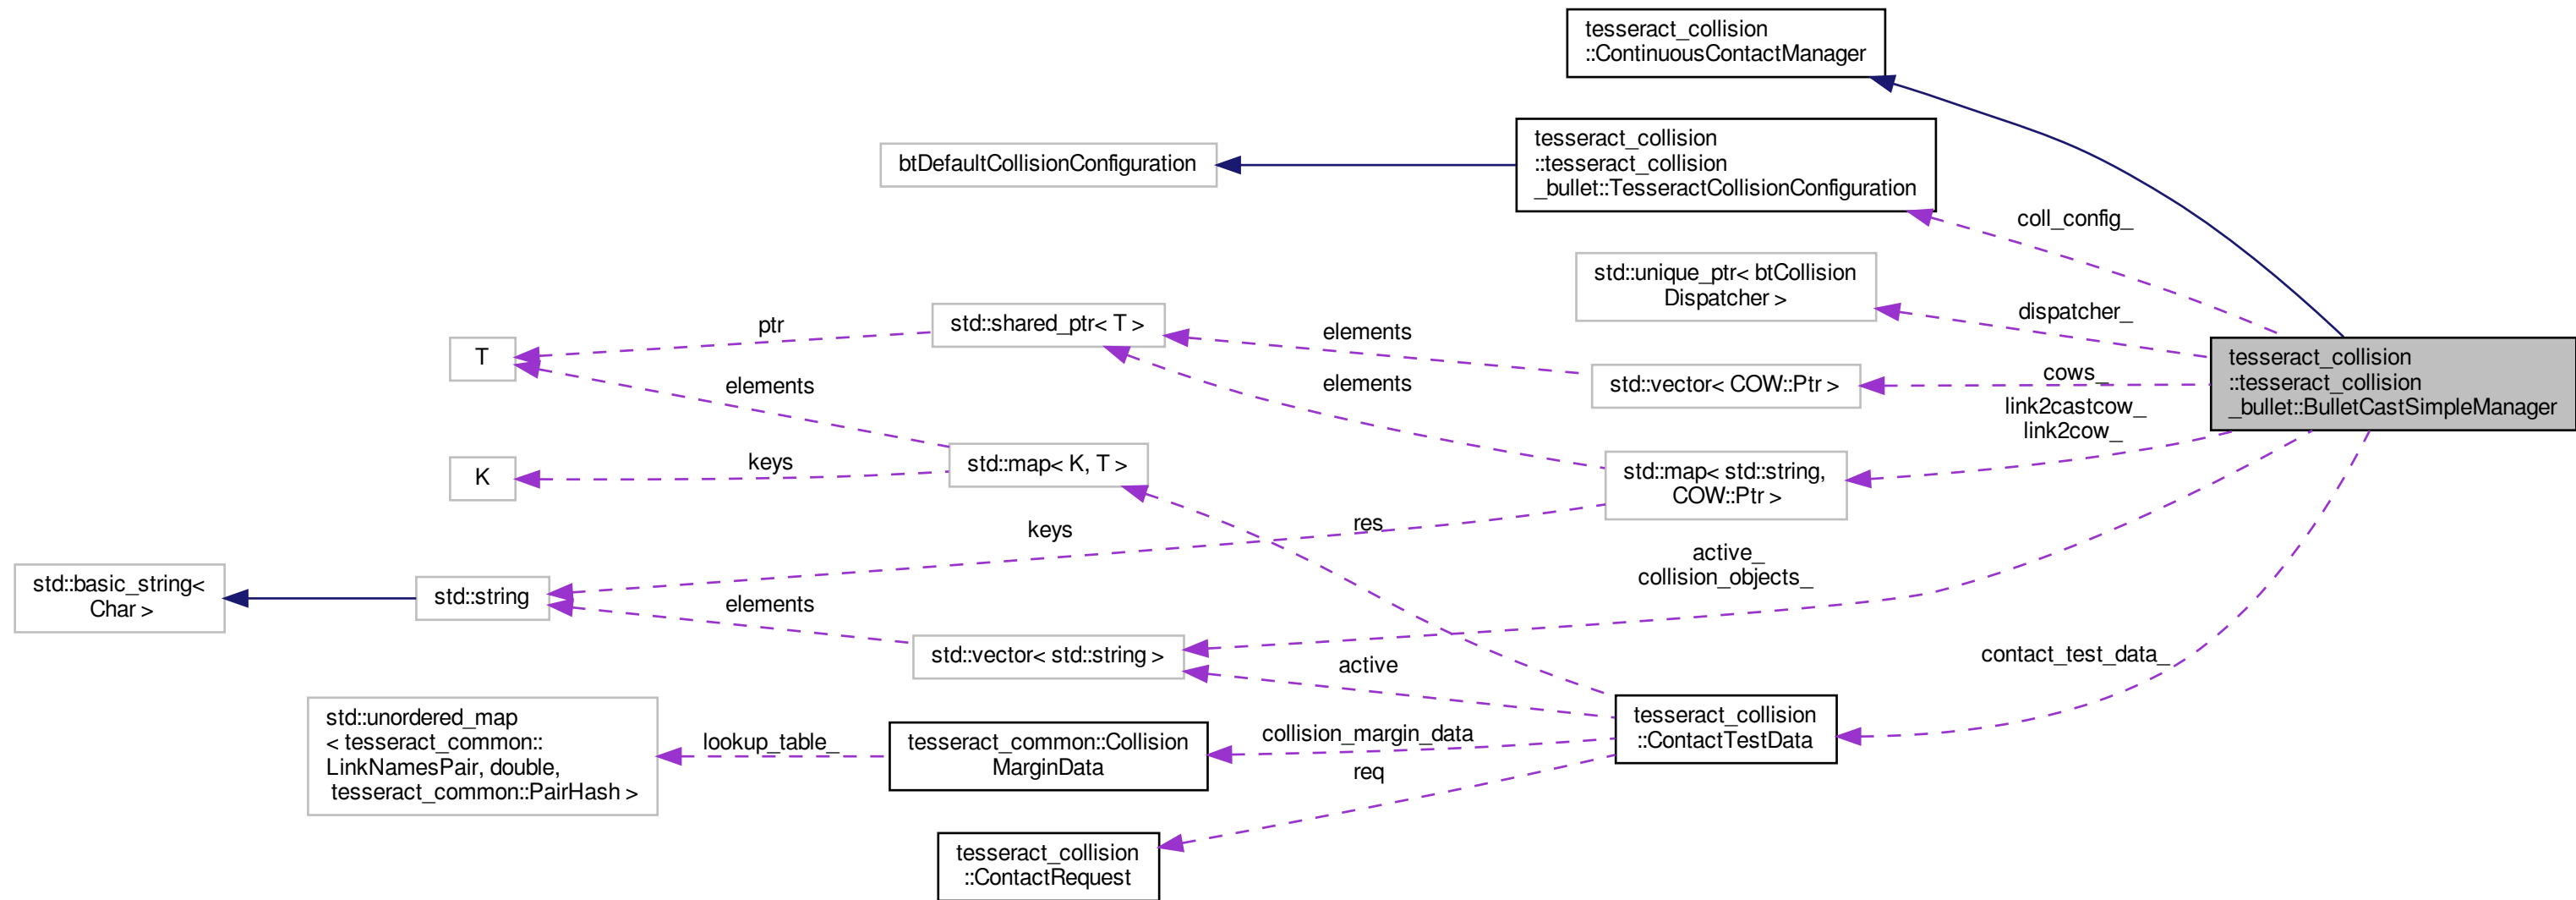 tesseract_collision
::ContinuousContactManager
tesseract_collision
::tesseract_collision
_bullet::TesseractCollisionConfiguration
btDefaultCollisionConfiguration
coll_config_
std::unique_ptr< btCollision
Dispatcher >
dispatcher_
std::shared_ptr< T >
ptr
T
elements
elements
elements
std::vector< COW::Ptr >
cows_
tesseract_collision
::tesseract_collision
_bullet::BulletCastSimpleManager
link2castcow_
link2cow_
std::map< K, T >
keys
K
std::map< std::string,
COW::Ptr >
res
keys
active_
collision_objects_
std::basic_string<
Char >
std::string
elements
std::vector< std::string >
active
contact_test_data_
std::unordered_map
< tesseract_common::
LinkNamesPair, double,
tesseract_common::PairHash >
lookup_table_
tesseract_common::Collision
MarginData
collision_margin_data
req
tesseract_collision
::ContactTestData
tesseract_collision
::ContactRequest